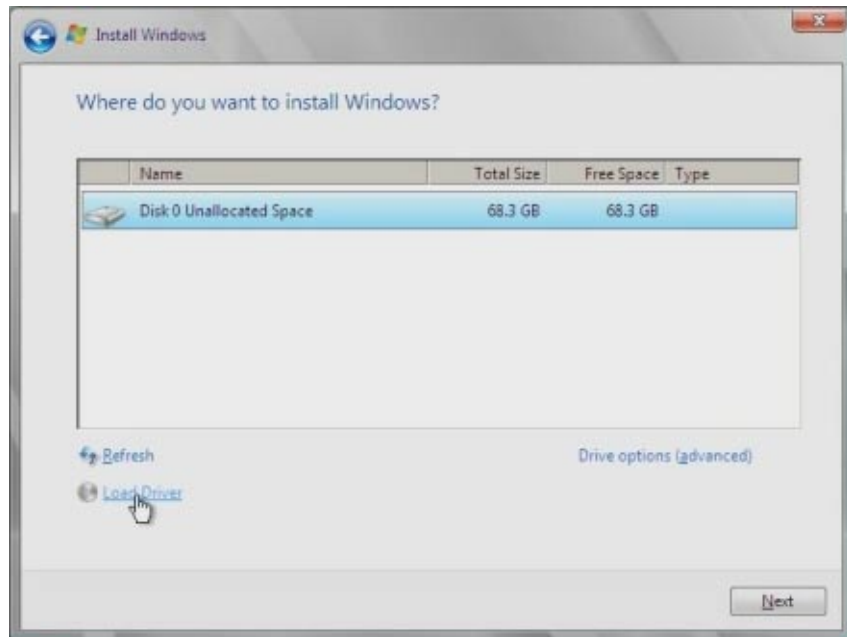 Install Windows
Where do you want to install Windows?
Name Total Size Free Space Type
Disk 0 Unallocated Space 68.3 GB 68.3 GB
Refresh Drive options (advanced)
Load Driver
Next